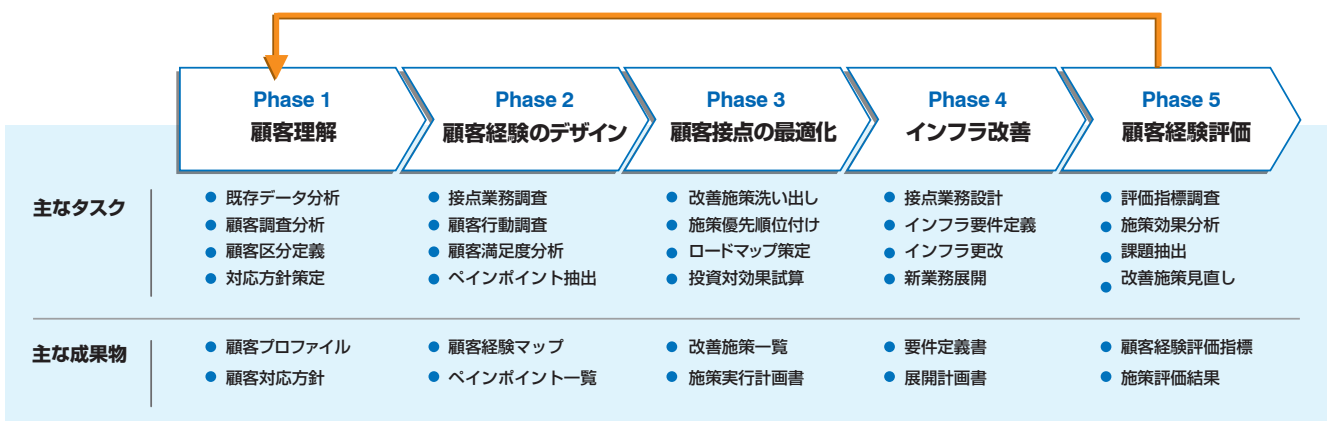 Phase 1
顧客理解
Phase 2
顧客経験のデザイン
Phase 3
顧客接点の最適化
Phase 4
インフラ改善
Phase 5
顧客経験評価
主なタスク
● 既存データ分析
● 顧客調査分析
● 顧客区分定義
● 対応方針策定
● 接点業務調査
● 顧客行動調査
● 顧客満足度分析
● ペインポイント抽出
● 改善施策洗い出し
● 施策優先順位付け
● ロードマップ策定
● 投資対効果試算
● 接点業務設計
● インフラ要件定義
● インフラ更改
● 新業務展開
● 評価指標調査
● 施策効果分析
● 課題抽出
● 改善施策見直し
主な成果物
● 顧客プロファイル
● 顧客対応方針
● 顧客経験マップ
● ペインポイント一覧
● 改善施策一覧
● 施策実行計画書
● 要件定義書
● 展開計画書
● 顧客経験評価指標
● 施策評価結果